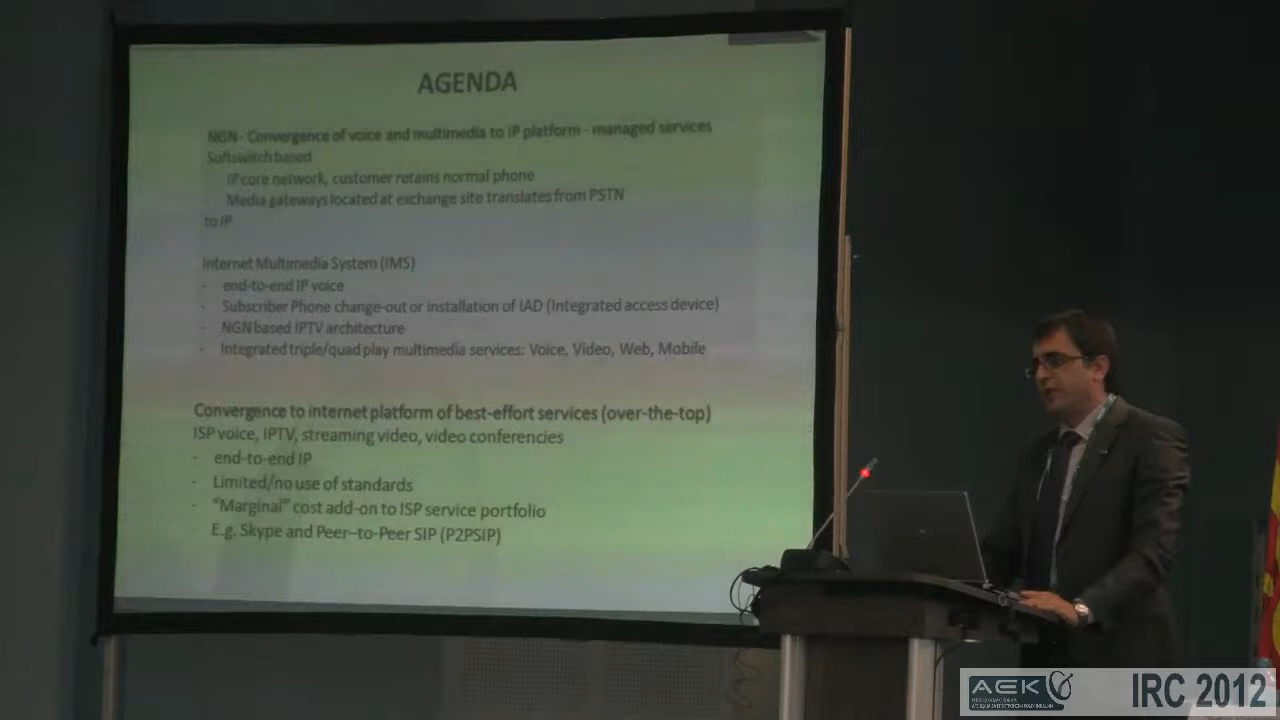 AGENDA
NGN - Convergence of voice and multimedia to IP platform - managed services
Softswitch based
IP core network, customer retains normal phone
Media gateways located at exchange site translates from PSTN
to IP
Internet Multimedia System (IMS)
- end-to-end IP voice
- Subscriber Phone change-out or installation of IAD (Integrated access device)
- NGN based IPTV architecture
- Integrated triple/quad play multimedia services: Voice, Video, Web, Mobile
Convergence to internet platform of best-effort services (over-the-top)
ISP voice, IPTV, streaming video, video conferencies
- end-to-end IP
- Limited/no use of standards
- "Marginal" cost add-on to ISP service portfolio
E.g. Skype and Peer–to-Peer SIP (P2PSIP)
AEK
IRC 2012